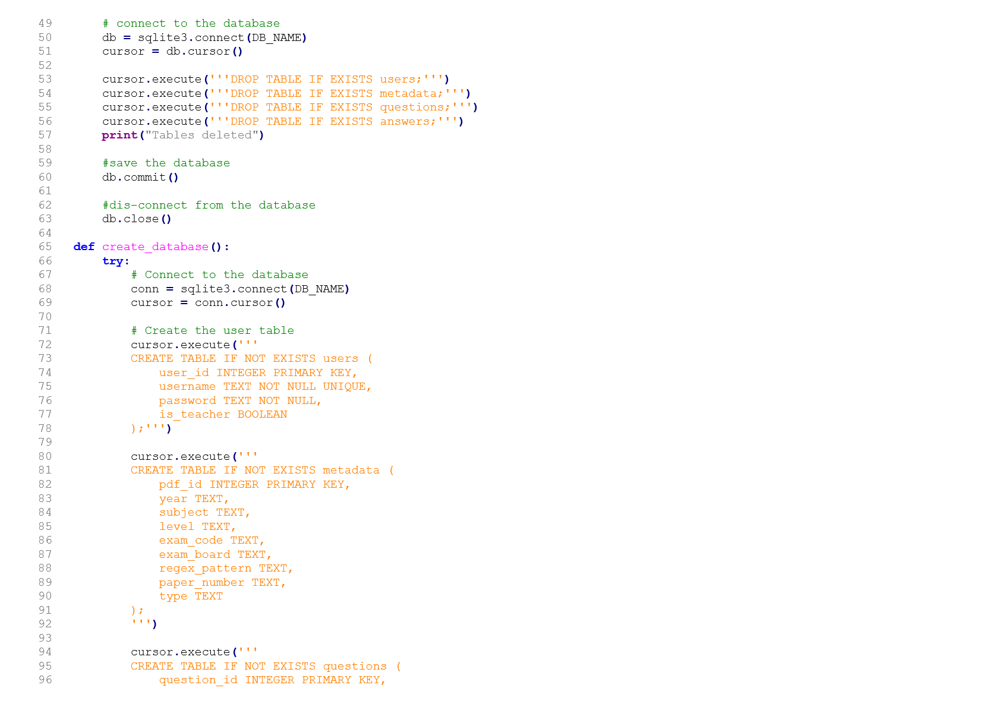 49 # connect to the database
50 db = sqlite3.connect(DB_NAME)
51 cursor = db.cursor()
52
53 cursor.execute('''DROP TABLE IF EXISTS users;''')
54 cursor.execute('''DROP TABLE IF EXISTS metadata;''')
55 cursor.execute('''DROP TABLE IF EXISTS questions;''')
56 cursor.execute('''DROP TABLE IF EXISTS answers;''')
57 print("Tables deleted")
58
59 #save the database
60 db.commit()
61
62 #dis-connect from the database
63 db.close()
64
65 def create_database():
66 try:
67 # Connect to the database
68 conn = sqlite3.connect(DB_NAME)
69 cursor = conn.cursor()
70
71 # Create the user table
72 cursor.execute('''
73 CREATE TABLE IF NOT EXISTS users (
74 user_id INTEGER PRIMARY KEY,
75 username TEXT NOT NULL UNIQUE,
76 password TEXT NOT NULL,
77 is_teacher BOOLEAN
78 );''')
79
80 cursor.execute('''
81 CREATE TABLE IF NOT EXISTS metadata (
82 pdf_id INTEGER PRIMARY KEY,
83 year TEXT,
84 subject TEXT,
85 level TEXT,
86 exam_code TEXT,
87 exam_board TEXT,
88 regex_pattern TEXT,
89 paper_number TEXT,
90 type TEXT
91 );
92 ''')
93
94 cursor.execute('''
95 CREATE TABLE IF NOT EXISTS questions (
96 question_id INTEGER PRIMARY KEY,